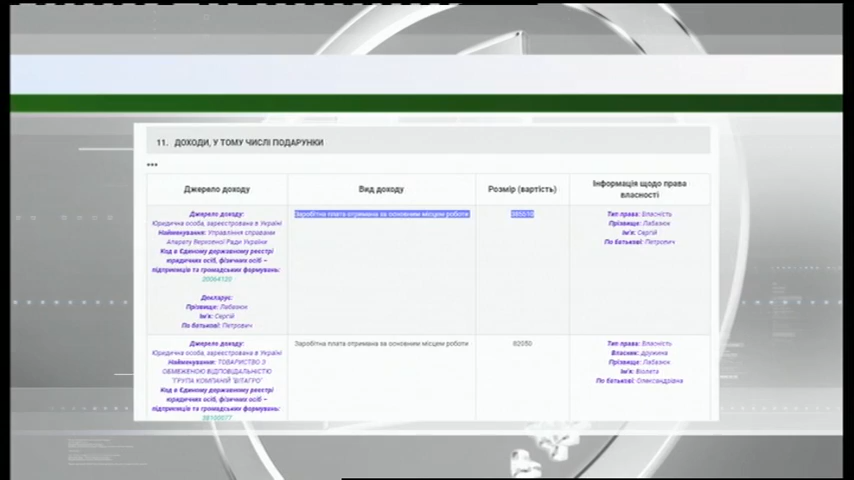 11. ДОХОДИ, У ТОМУ ЧИСЛІ ПОДАРУНКИ
Джерело доходу
Вид доходу
Розмір (вартість)
Інформація щодо права
власності
Джерело доходу:
Юридична особа, зареєстрована в Україні
Найменування: Управління справами
Апарату Верховної Ради України
Код в Єдиному державному реєстрі
юридичних осіб, фізичних осіб –
підприємців та громадських формувань:
20064120
Декларує:
Прізвище: Лабазюк
Ім'я: Сергій
По батькові: Петрович
Заробітна плата отримана за основним місцем роботи
Тип права: Власність
Прізвище: Лабазюк
Ім'я: Сергій
По батькові: Петрович
Джерело доходу:
Юридична особа, зареєстрована в Україні
Найменування: ТОВАРИСТВО З
ОБМЕЖЕНОЮ ВІДПОВІДАЛЬНІСТЮ
"ГРУПА КОМПАНІЙ "ВІТАГРО"
Код в Єдиному державному реєстрі
юридичних осіб, фізичних осіб –
підприємців та громадських формувань:
38100077
Заробітна плата отримана за основним місцем роботи
82050
Тип права: Власність
Власник: дружина
Прізвище: Лабазюк
Ім'я: Віолета
По батькові: Олександрівна